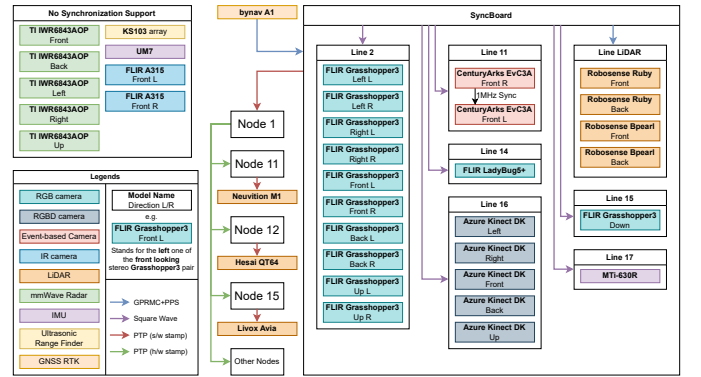 No Synchronization Support
TI IWR6843AOP
Front
TI IWR6843AOP
Back
TI IWR6843AOP
Left
TI IWR6843AOP
Right
TI IWR6843AOP
Up
KS103 array
UM7
FLIR A315
Front L
FLIR A315
Front R
Legends
RGB camera
RGBD camera
Event-based Camera
IR camera
LiDAR
mmWave Radar
IMU
Ultrasonic
Range Finder
GNSS RTK
Model Name
Direction L/R
e.g.
FLIR Grasshopper3
Front L
Stands for the left one of
the front looking
stereo Grasshopper3 pair
GPRMC+PPS
Square Wave
PTP (s/w stamp)
PTP (h/w stamp)
bynav A1
Node 1
Node 11
Neuvition M1
Node 12
Hesai QT64
Node 15
Livox Avia
Other Nodes
SyncBoard
Line 2
FLIR Grasshopper3
Left L
FLIR Grasshopper3
Left R
FLIR Grasshopper3
Right L
FLIR Grasshopper3
Right R
FLIR Grasshopper3
Front L
FLIR Grasshopper3
Front R
FLIR Grasshopper3
Back L
FLIR Grasshopper3
Back R
FLIR Grasshopper3
Up L
FLIR Grasshopper3
Up R
Line 11
CenturyArks EvC3A
Front R
1MHz Sync
CenturyArks EvC3A
Front L
Line 14
FLIR LadyBug5+
Line 16
Azure Kinect DK
Left
Azure Kinect DK
Right
Azure Kinect DK
Front
Azure Kinect DK
Back
Azure Kinect DK
Up
Line LiDAR
Robosense Ruby
Front
Robosense Ruby
Back
Robosense Bpearl
Front
Robosense Bpearl
Back
Line 15
FLIR Grasshopper3
Down
Line 17
MTi-630R